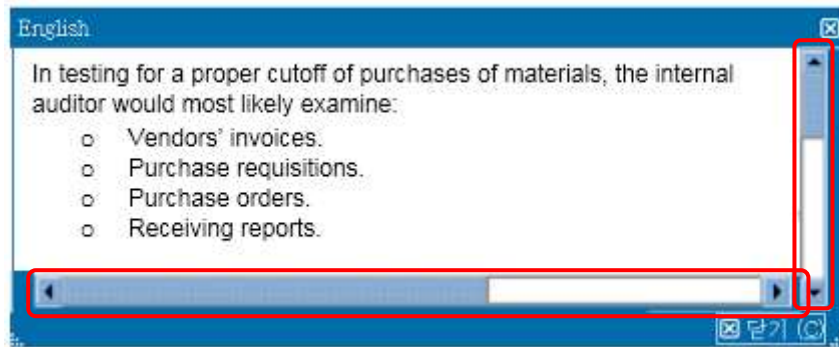 English
In testing for a proper cutoff of purchases of materials, the internal
auditor would most likely examine:
o Vendors' invoices.
o Purchase requisitions.
o Purchase orders.
o Receiving reports.
닫기 (C)